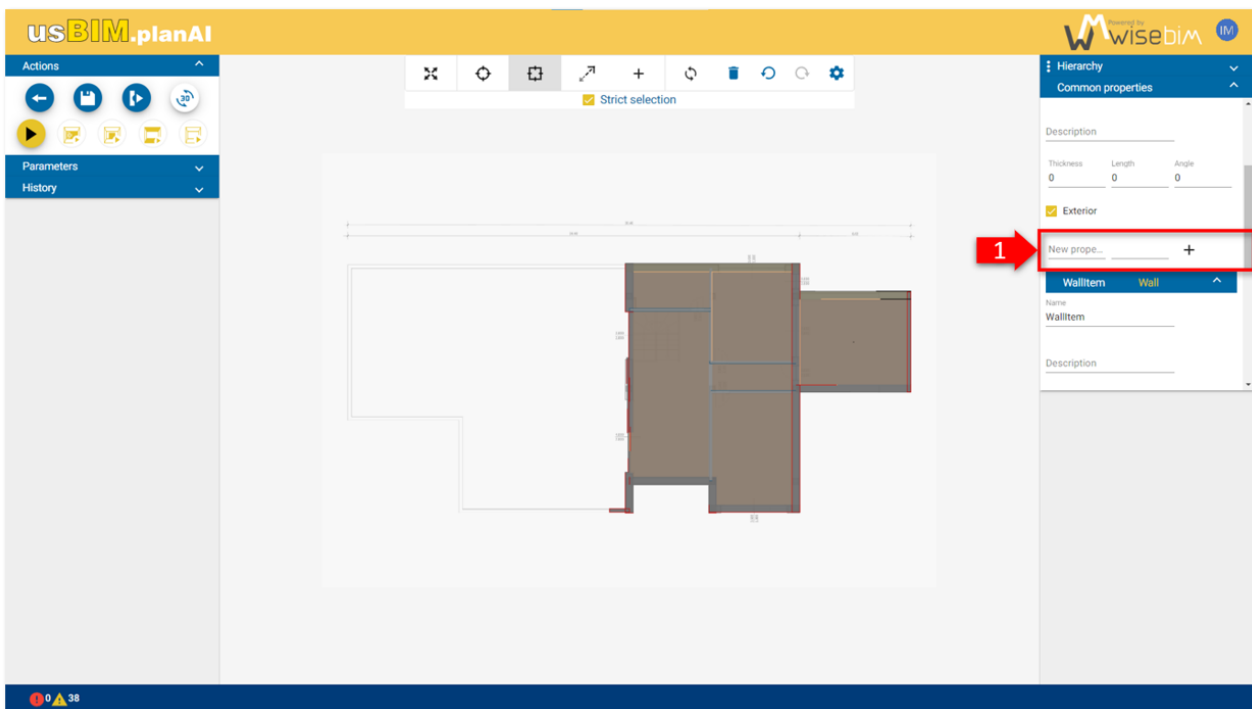 usBIM.planAI
Powered by
wisebim
IM
Actions
30°
Parameters
History
Strict selection
Hierarchy
Common properties
Description
Thickness Length Angle
0 0 0
Exterior
1
New prope...
+
WallItem Wall
Name
WallItem
Description
0 38